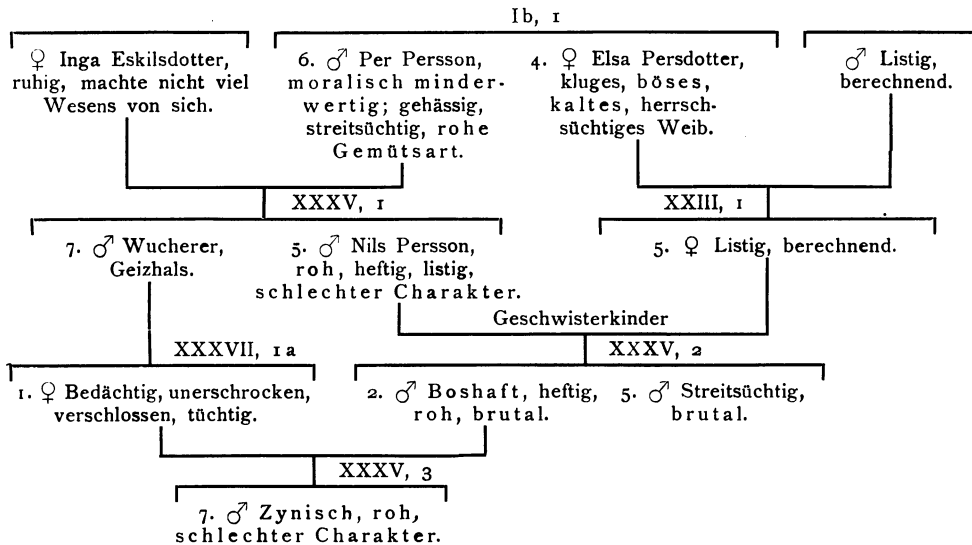 Ib, 1
♀ Inga Eskilsdotter,
ruhig, machte nicht viel
Wesens von sich.
6. ♂ Per Persson,
moralisch minder-
wertig; gehässig,
streitsüchtig, rohe
Gemütsart.
4. ♀ Elsa Persdotter,
kluges, böses,
kaltes, herrsch-
süchtiges Weib.
♂ Listig,
berechnend.
XXXV, 1
XXIII, 1
7. ♂ Wucherer,
Geizhals.
5. ♂ Nils Persson,
roh, heftig, listig,
schlechter Charakter.
5. ♀ Listig, berechnend.
Geschwisterkinder
XXXVII, 1a
XXXV, 2
1. ♀ Bedächtig, unerschrocken,
verschlossen, tüchtig.
2. ♂ Boshaft, heftig,
roh, brutal.
5. ♂ Streitsüchtig,
brutal.
XXXV, 3
7. ♂ Zynisch, roh,
schlechter Charakter.